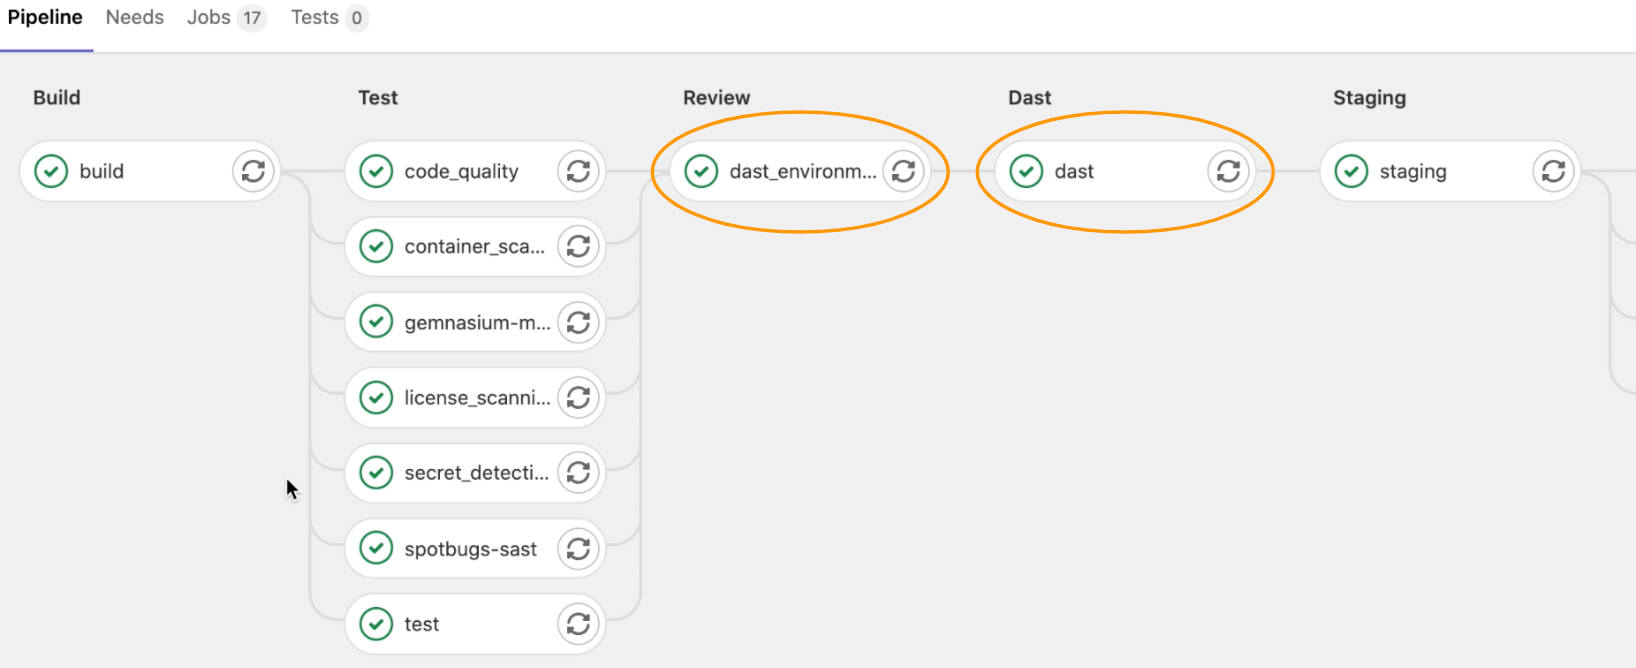 Pipeline Needs Jobs 17 Tests 0
Build Test Review Dast Staging
build code_quality dast_environm... dast staging
container_sca...
gemnasium-m...
license_scanni...
secret_detecti...
spotbugs-sast
test